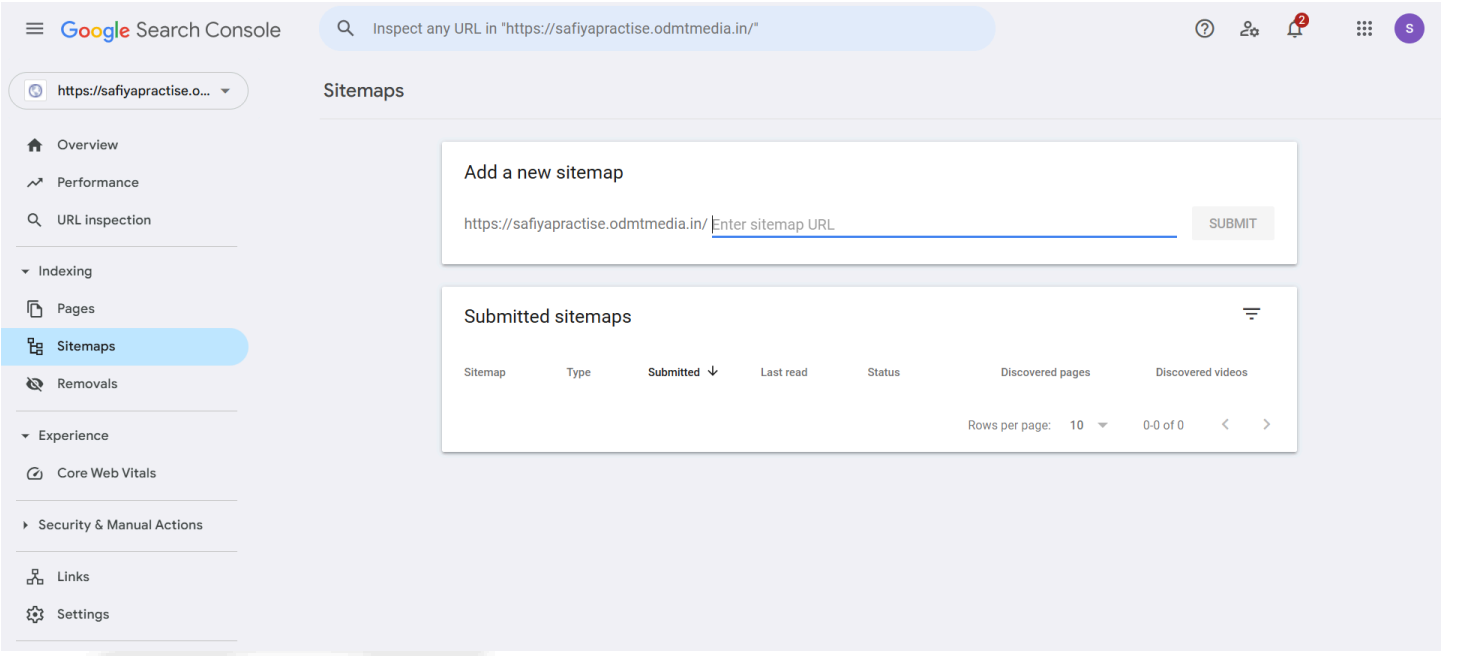 Google Search Console
Inspect any URL in "https://safiyapractise.odmtmedia.in/"
2
S
https://safiyapractise.o...
Sitemaps
Overview
Performance
URL inspection
Indexing
Pages
Sitemaps
Removals
Experience
Core Web Vitals
Security & Manual Actions
Links
Settings
Add a new sitemap
https://safiyapractise.odmtmedia.in/ Enter sitemap URL
SUBMIT
Submitted sitemaps
Sitemap Type Submitted Last read Status Discovered pages Discovered videos
Rows per page: 10 0-0 of 0